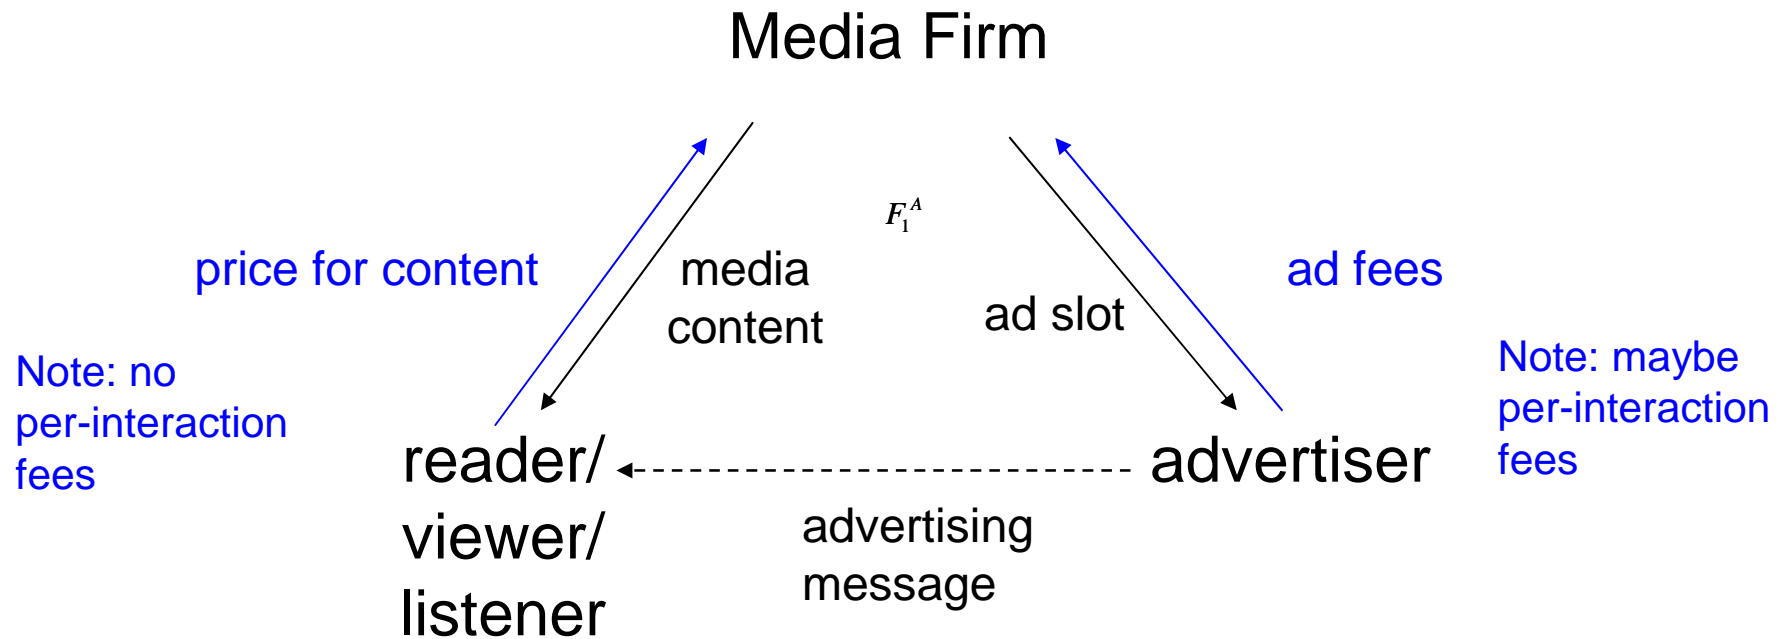 Media Firm
F₁ᴬ
price for content
media
content
ad slot
ad fees
Note: no
per-interaction
fees
Note: maybe
per-interaction
fees
reader/
viewer/
listener
advertiser
advertising
message